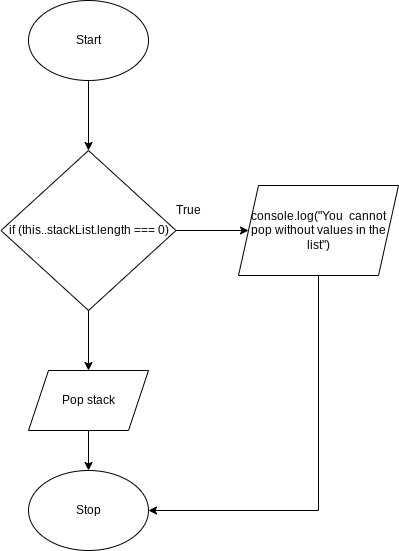 Start
if (this..stackList.length === 0)
True
console.log("You  cannot
pop without values in the
list")
Pop stack
Stop